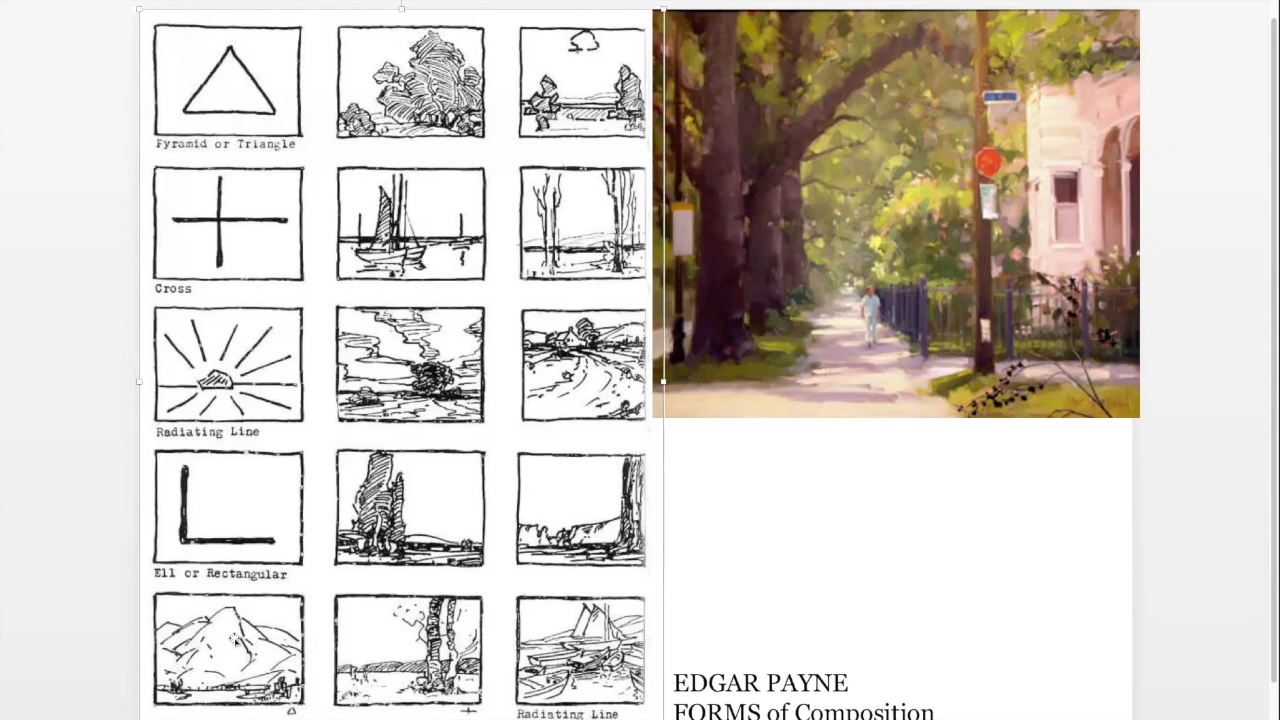 Pyramid or Triangle
Cross
Radiating Line
Ell or Rectangular
Radiating Line
EDGAR PAYNE
FORMS of Composition